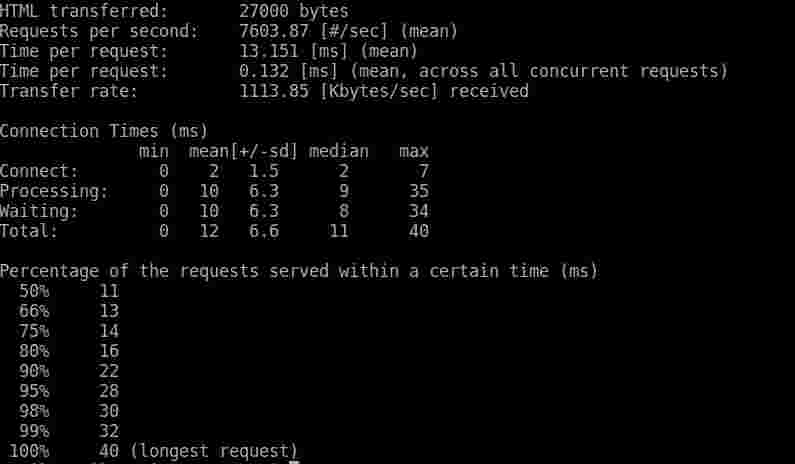 HTML transferred: 27000 bytes
Requests per second: 7603.87 [#/sec] (mean)
Time per request: 13.151 [ms] (mean)
Time per request: 0.132 [ms] (mean, across all concurrent requests)
Transfer rate: 1113.85 [Kbytes/sec] received
Connection Times (ms)
min mean[+/-sd] median max
Connect: 0 2 1.5 2 7
Processing: 0 10 6.3 9 35
Waiting: 0 10 6.3 8 34
Total: 0 12 6.6 11 40
Percentage of the requests served within a certain time (ms)
50% 11
66% 13
75% 14
80% 16
90% 22
95% 28
98% 30
99% 32
100% 40 (longest request)